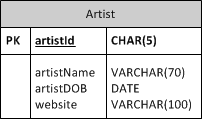 Artist
PK artistId CHAR(5)
artistName VARCHAR(70)
artistDOB DATE
website VARCHAR(100)